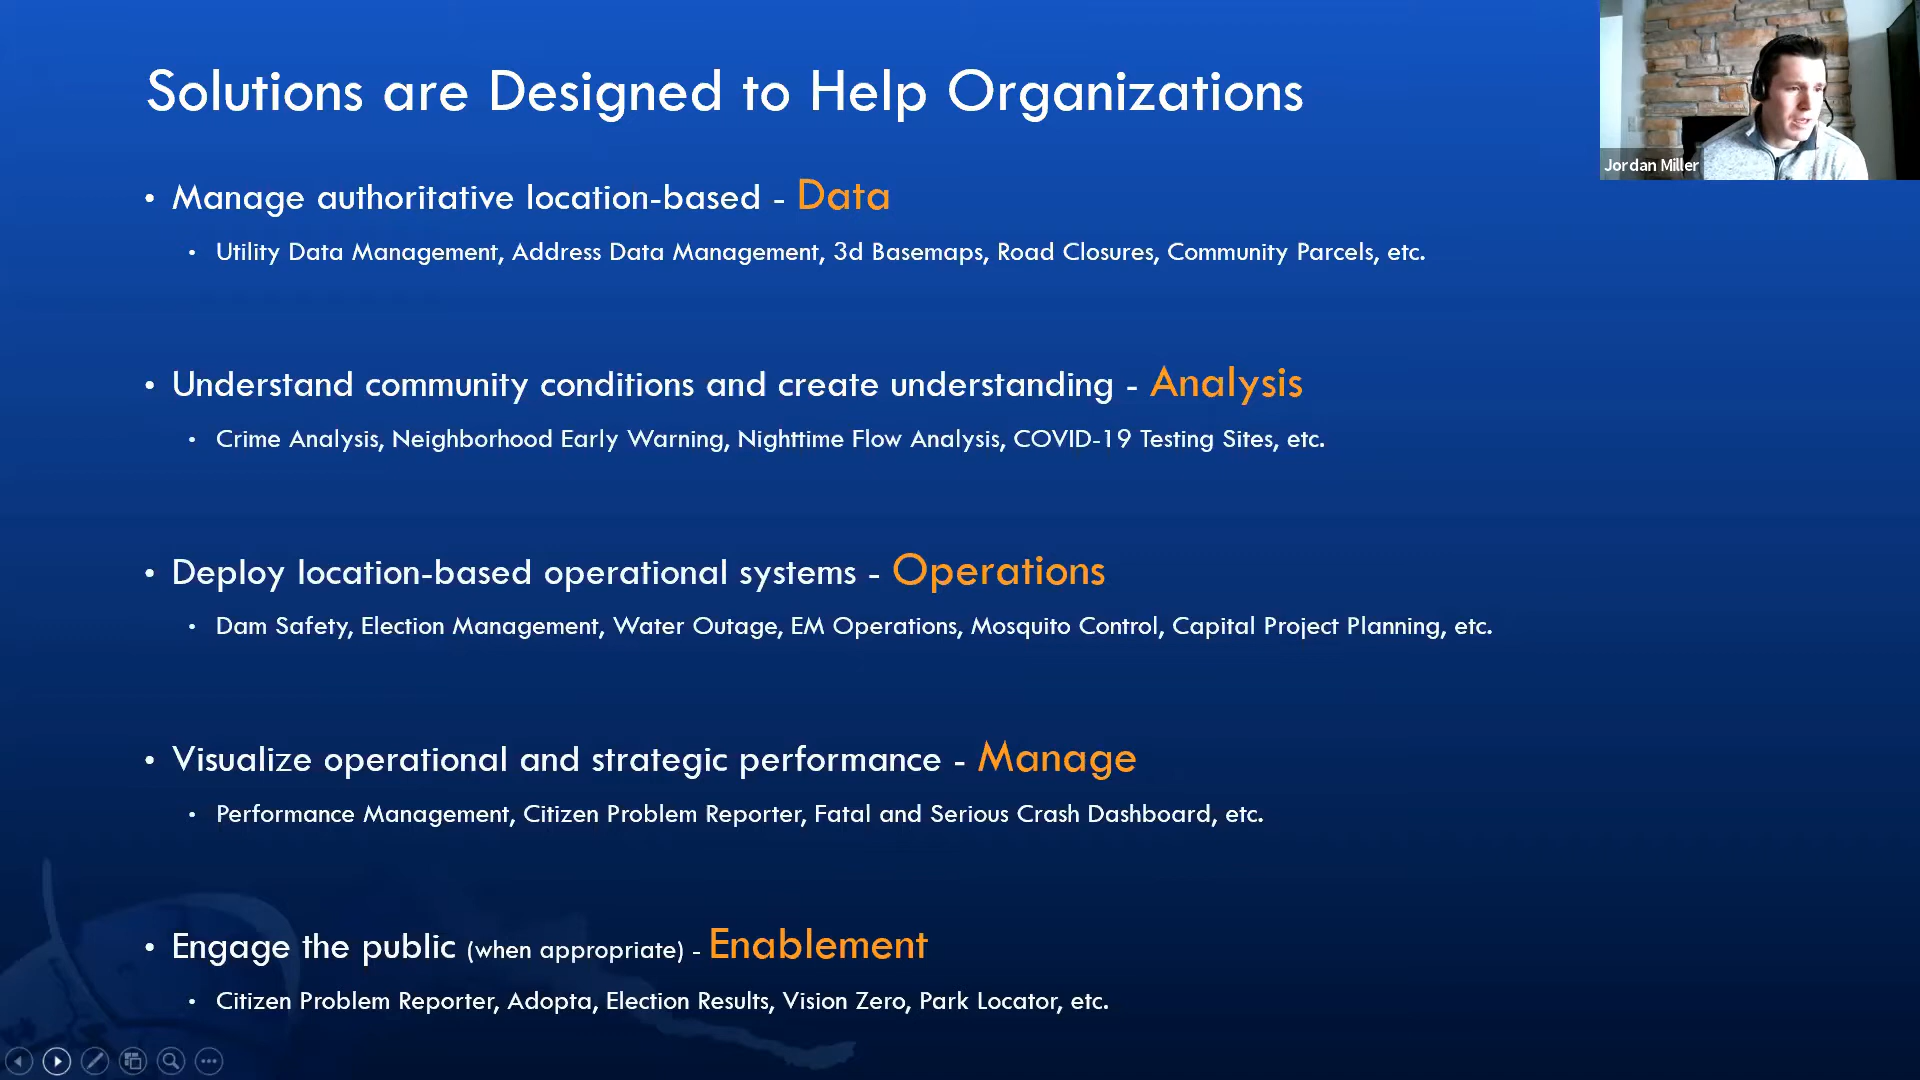 Solutions are Designed to Help Organizations
Jordan Miller
• Manage authoritative location-based - Data
• Utility Data Management, Address Data Management, 3d Basemaps, Road Closures, Community Parcels, etc.
• Understand community conditions and create understanding - Analysis
• Crime Analysis, Neighborhood Early Warning, Nighttime Flow Analysis, COVID-19 Testing Sites, etc.
• Deploy location-based operational systems - Operations
• Dam Safety, Election Management, Water Outage, EM Operations, Mosquito Control, Capital Project Planning, etc.
• Visualize operational and strategic performance - Manage
• Performance Management, Citizen Problem Reporter, Fatal and Serious Crash Dashboard, etc.
• Engage the public (when appropriate) - Enablement
• Citizen Problem Reporter, Adopta, Election Results, Vision Zero, Park Locator, etc.